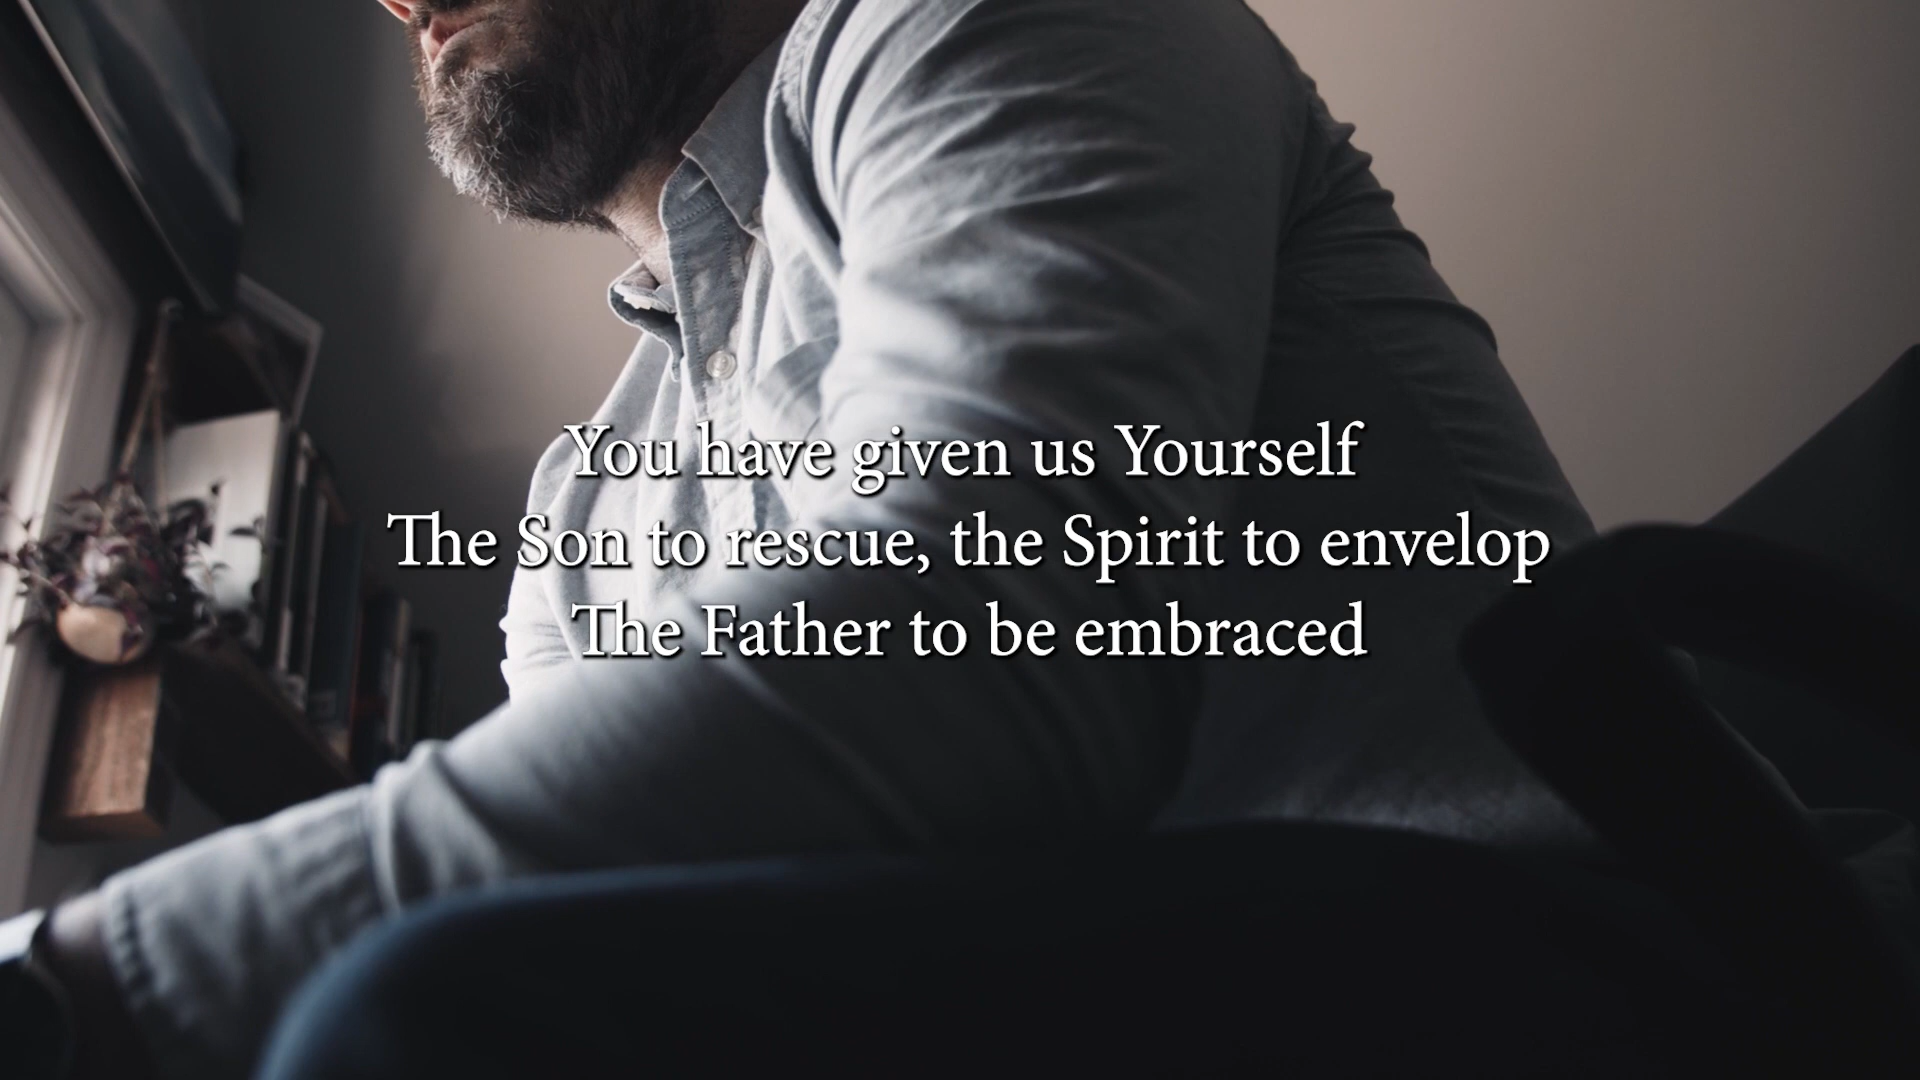 You have given us Yourself
The Son to rescue, the Spirit to envelop
The Father to be embraced